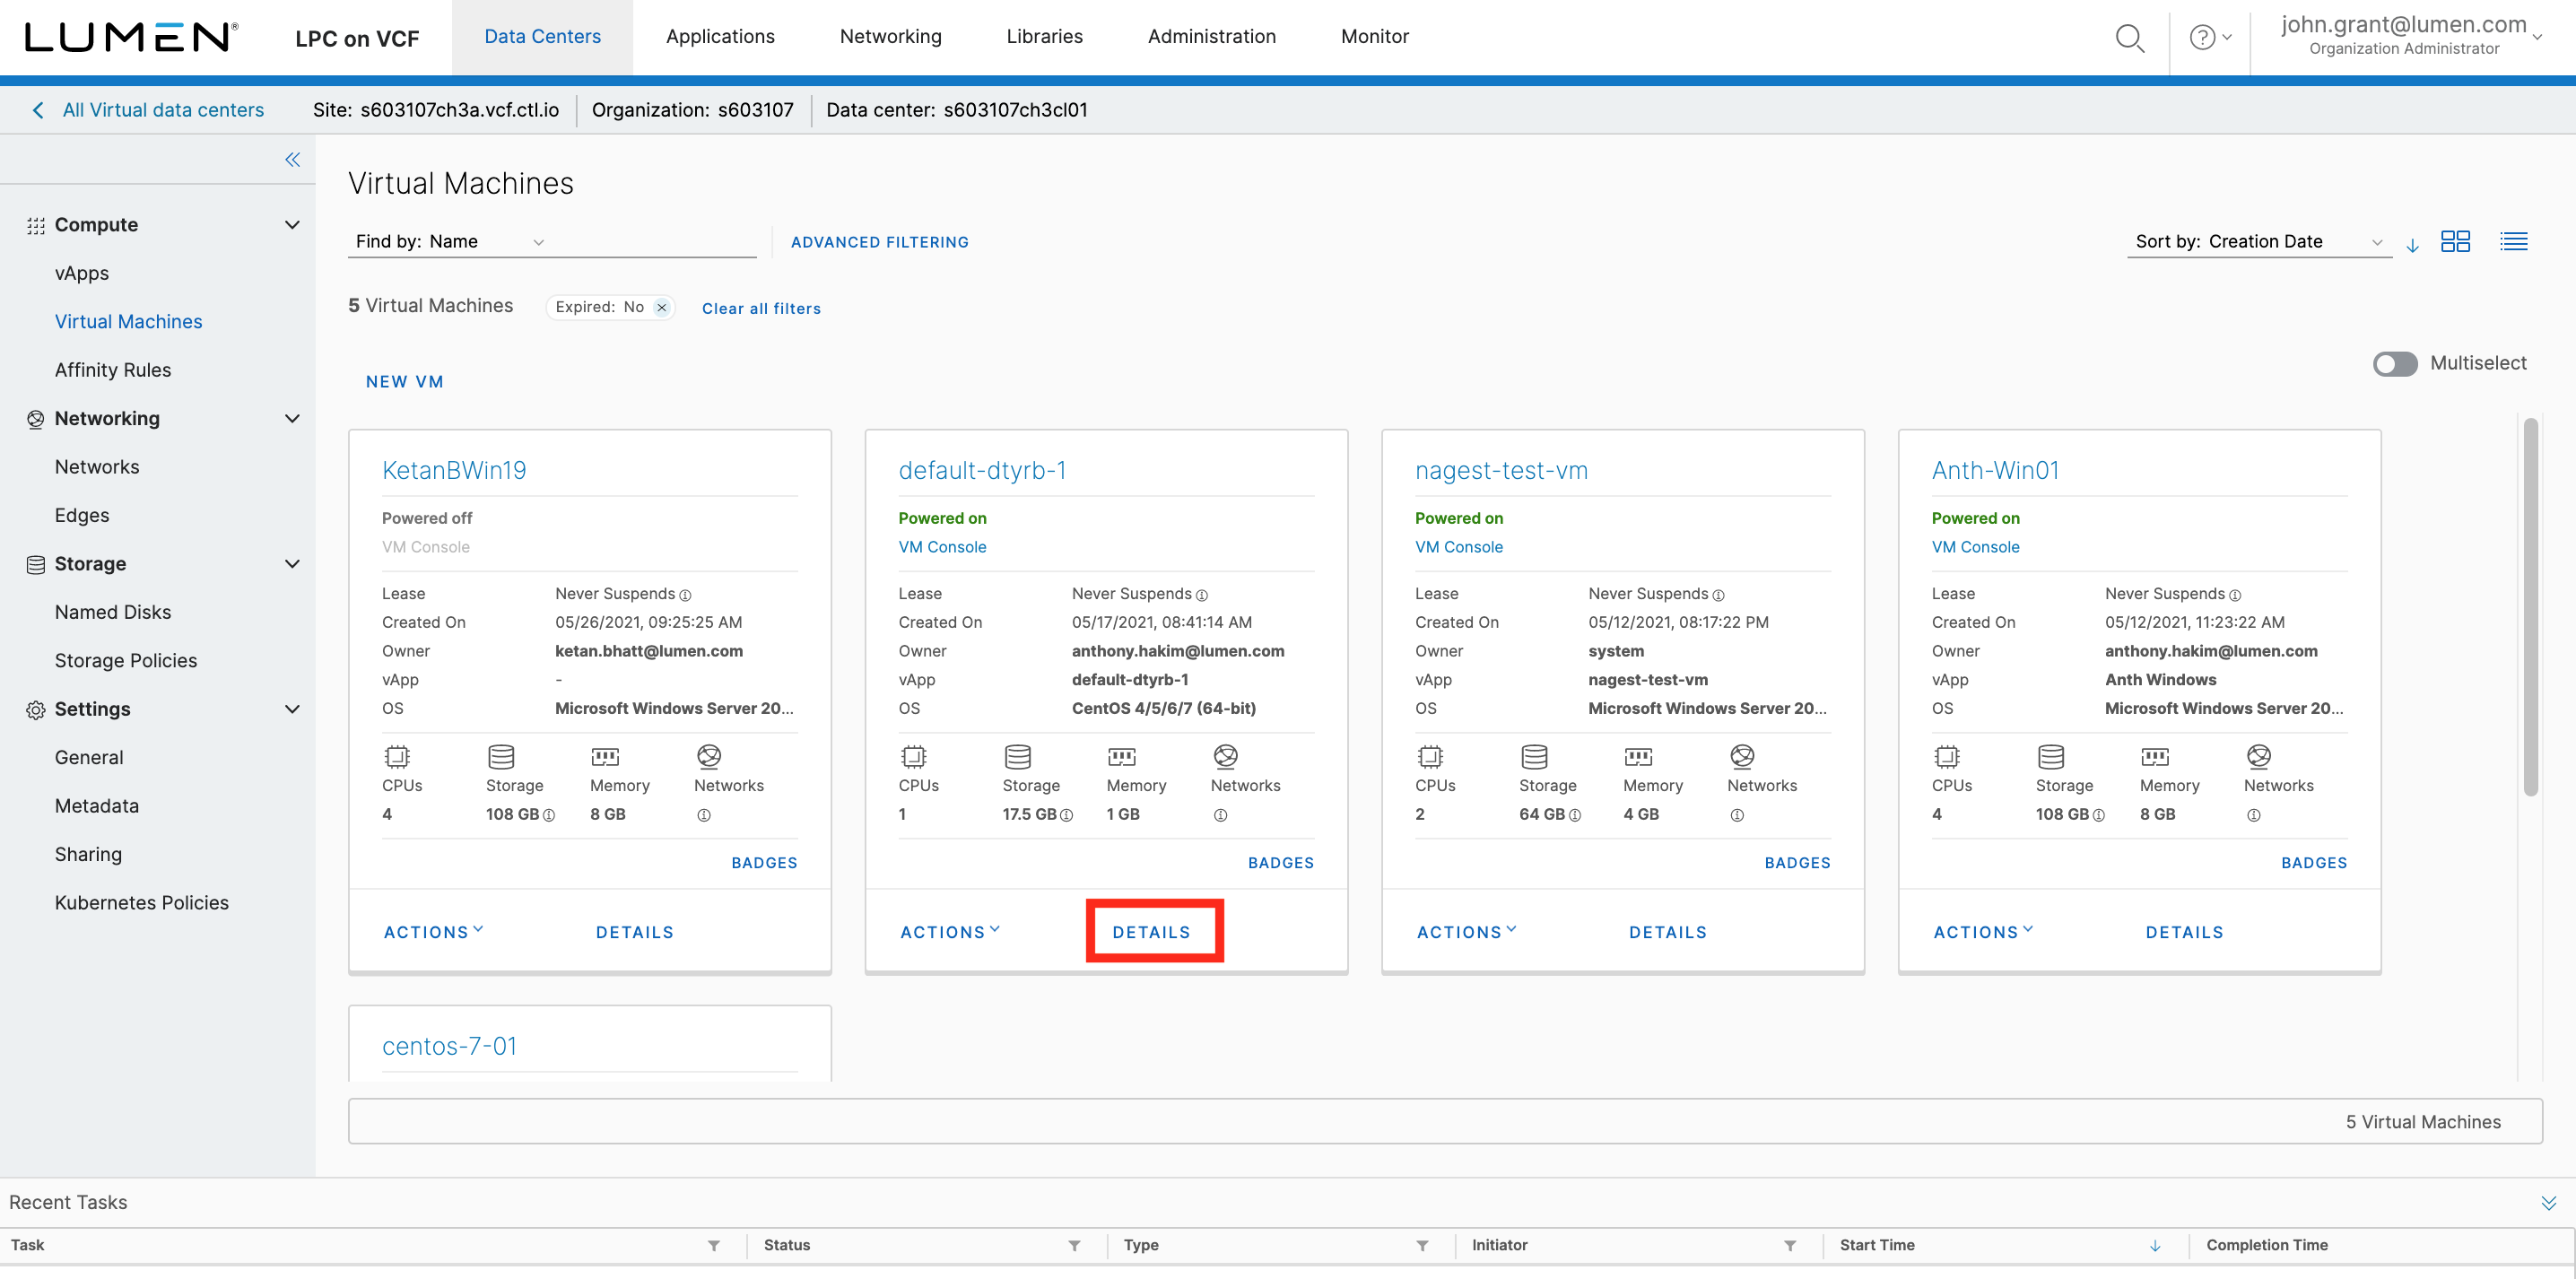 LUMEN®
LPC on VCF
Data Centers
Applications
Networking
Libraries
Administration
Monitor
john.grant@lumen.com
Organization Administrator
All Virtual data centers
Site: s603107ch3a.vcf.ctl.io
Organization: s603107
Data center: s603107ch3cl01
Compute
vApps
Virtual Machines
Affinity Rules
Networking
Networks
Edges
Storage
Named Disks
Storage Policies
Settings
General
Metadata
Sharing
Kubernetes Policies
Virtual Machines
Find by: Name
ADVANCED FILTERING
Sort by: Creation Date
5 Virtual Machines
Expired: No
Clear all filters
Multiselect
NEW VM
KetanBWin19
Powered off
VM Console
Lease Never Suspends
Created On 05/26/2021, 09:25:25 AM
Owner ketan.bhatt@lumen.com
vApp -
OS Microsoft Windows Server 20...
CPUs Storage Memory Networks
4 108 GB 8 GB
BADGES
ACTIONS DETAILS
default-dtyrb-1
Powered on
VM Console
Lease Never Suspends
Created On 05/17/2021, 08:41:14 AM
Owner anthony.hakim@lumen.com
vApp default-dtyrb-1
OS CentOS 4/5/6/7 (64-bit)
CPUs Storage Memory Networks
1 17.5 GB 1 GB
BADGES
ACTIONS DETAILS
nagest-test-vm
Powered on
VM Console
Lease Never Suspends
Created On 05/12/2021, 08:17:22 PM
Owner system
vApp nagest-test-vm
OS Microsoft Windows Server 20...
CPUs Storage Memory Networks
2 64 GB 4 GB
BADGES
ACTIONS DETAILS
Anth-Win01
Powered on
VM Console
Lease Never Suspends
Created On 05/12/2021, 11:23:22 AM
Owner anthony.hakim@lumen.com
vApp Anth Windows
OS Microsoft Windows Server 20...
CPUs Storage Memory Networks
4 108 GB 8 GB
BADGES
ACTIONS DETAILS
centos-7-01
5 Virtual Machines
Recent Tasks
Task Status Type Initiator Start Time Completion Time